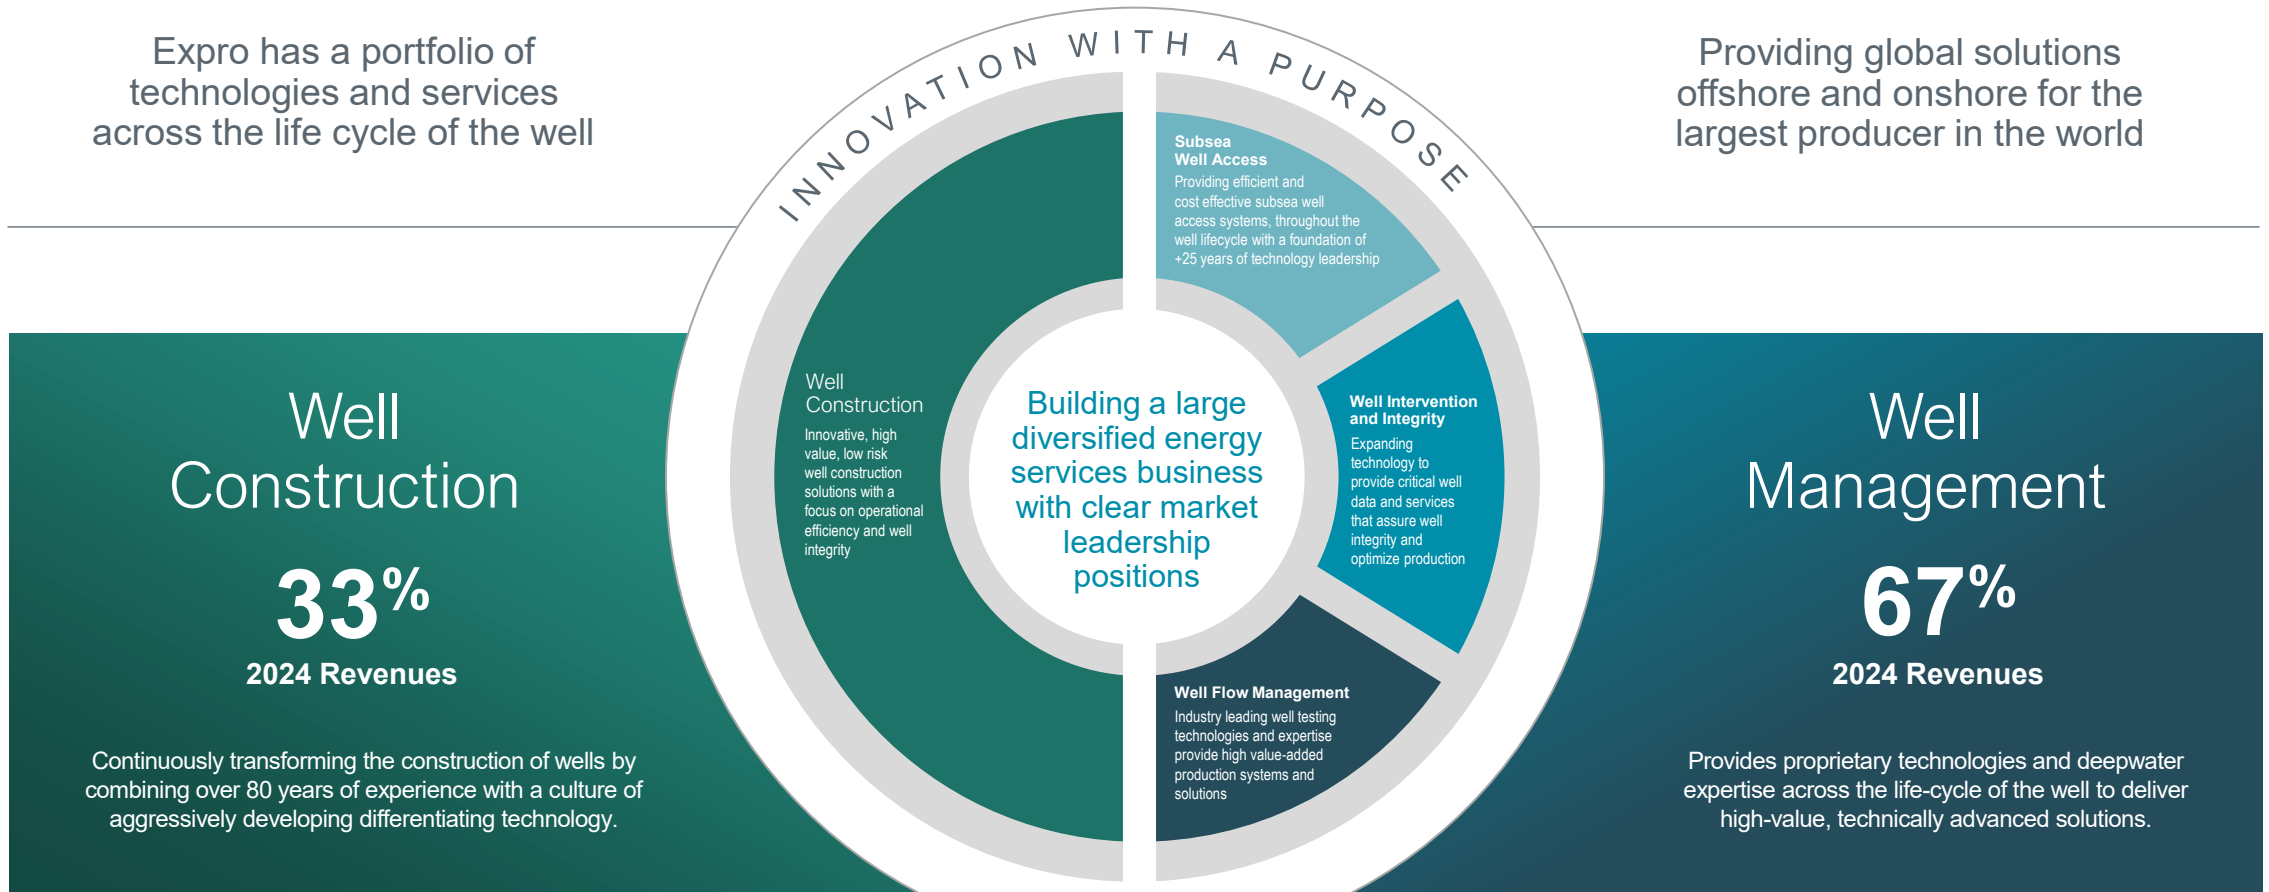 Expro has a portfolio of
technologies and services
across the life cycle of the well
INNOVATION WITH A PURPOSE
Providing global solutions
offshore and onshore for the
largest producer in the world
Well
Construction
33%
2024 Revenues
Continuously transforming the construction of wells by
combining over 80 years of experience with a culture of
aggressively developing differentiating technology.
Well
Construction
Innovative, high
value, low risk
well construction
solutions with a
focus on operational
efficiency and well
integrity
Building a large
diversified energy
services business
with clear market
leadership
positions
Subsea
Well Access
Providing efficient and
cost effective subsea well
access systems, throughout the
well lifecycle with a foundation of
+25 years of technology leadership
Well Intervention
and Integrity
Expanding
technology to
provide critical well
data and services
that assure well
integrity and
optimize production
Well Flow Management
Industry leading well testing
technologies and expertise
provide high value-added
production systems and
solutions
Well
Management
67%
2024 Revenues
Provides proprietary technologies and deepwater
expertise across the life-cycle of the well to deliver
high-value, technically advanced solutions.